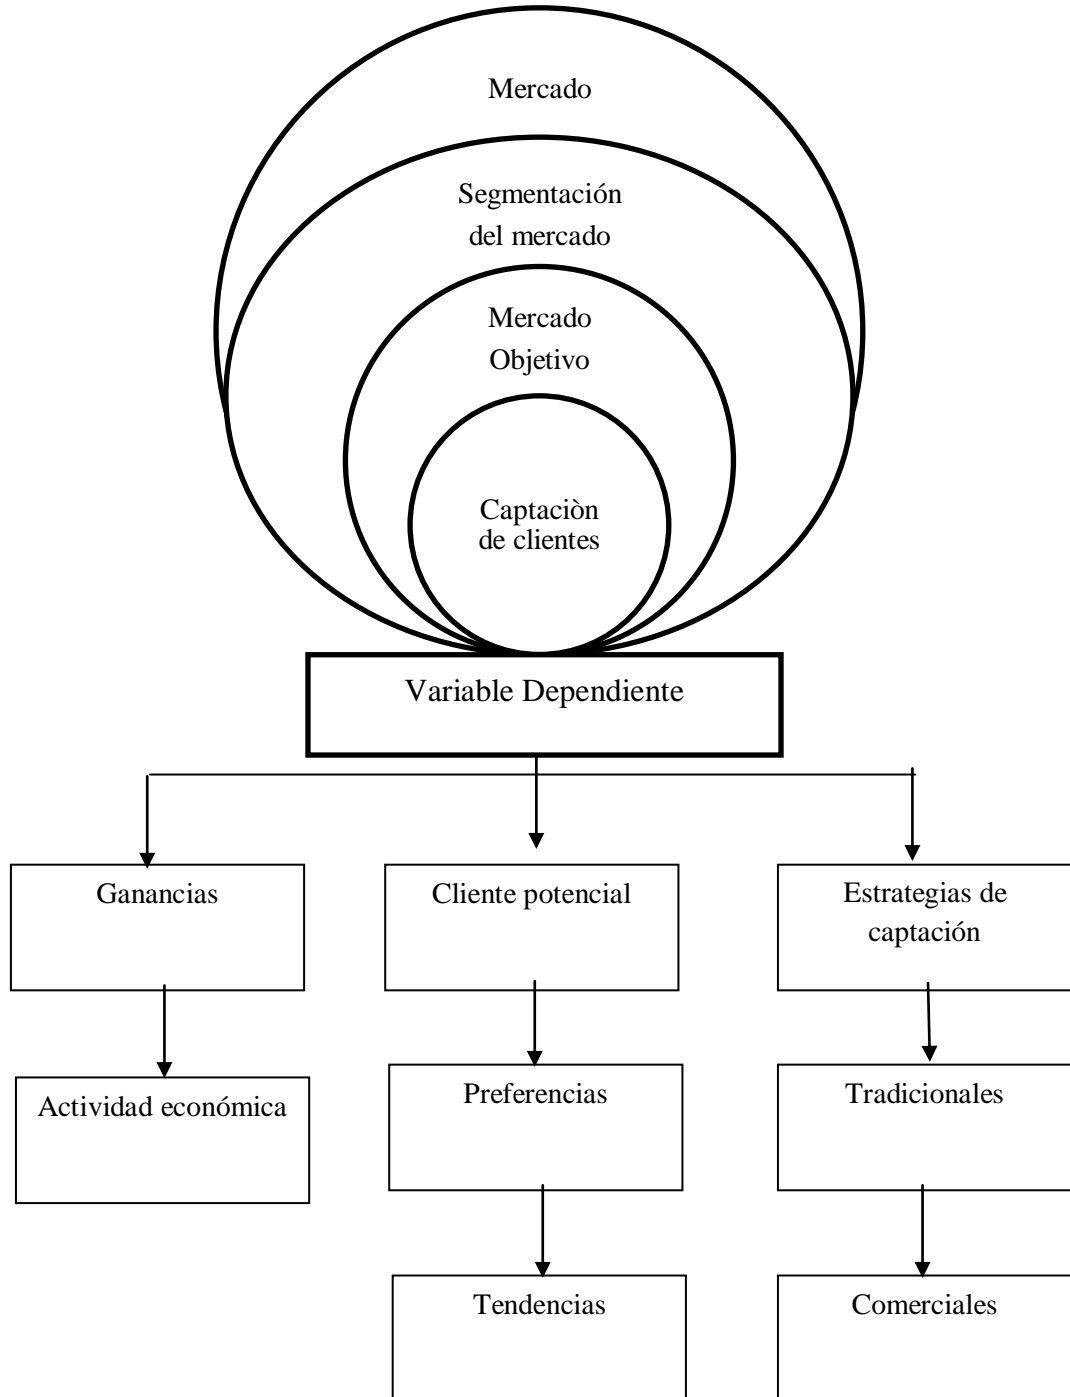 Mercado
Segmentación
del mercado
Mercado
Objetivo
Captaciòn
de clientes
Variable Dependiente
Ganancias
Cliente potencial
Estrategias de
captación
Actividad económica
Preferencias
Tradicionales
Tendencias
Comerciales